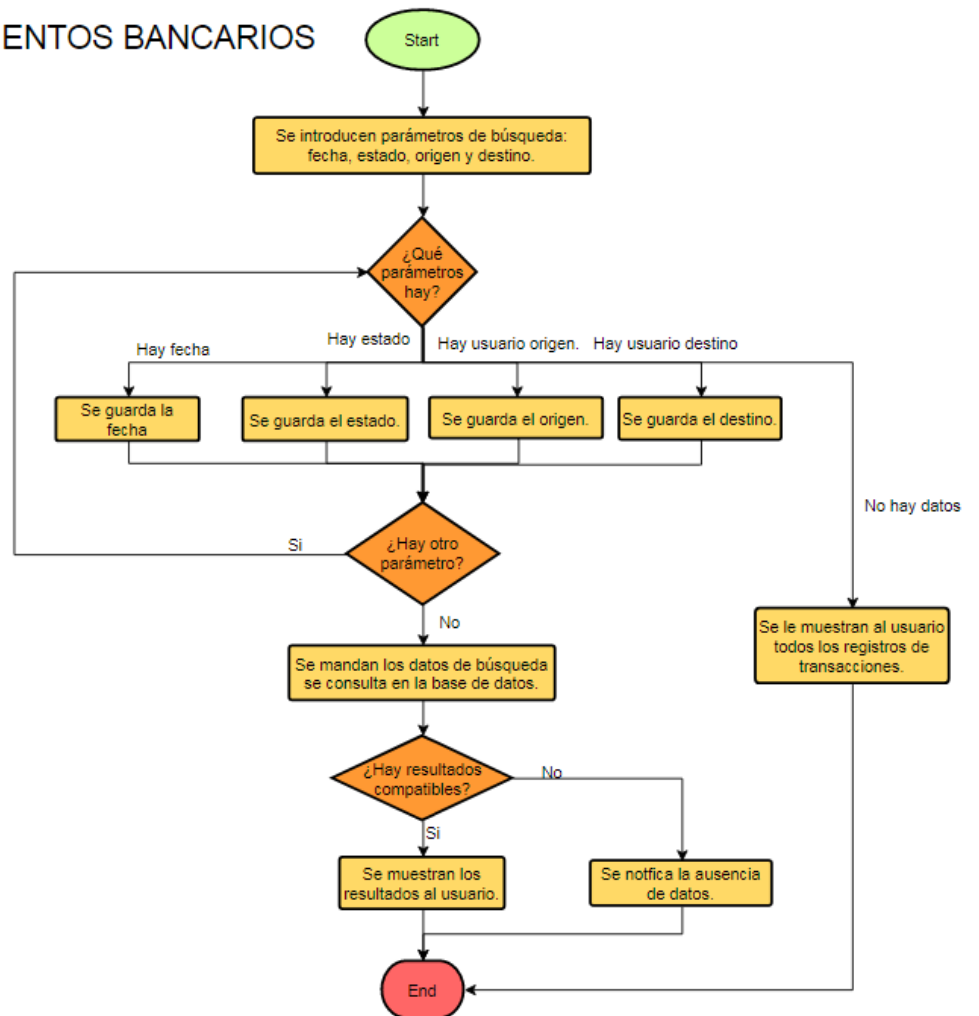 ENTOS BANCARIOS
Start
Se introducen parámetros de búsqueda:
fecha, estado, origen y destino.
¿Qué
parámetros
hay?
Hay fecha
Hay estado
Hay usuario origen.
Hay usuario destino
Se guarda la
fecha
Se guarda el estado.
Se guarda el origen.
Se guarda el destino.
No hay datos
Si
¿Hay otro
parámetro?
No
Se le muestran al usuario
todos los registros de
transacciones.
Se mandan los datos de búsqueda
se consulta en la base de datos.
¿Hay resultados
compatibles?
No
Si
Se muestran los
resultados al usuario.
Se notfica la ausencia
de datos.
End